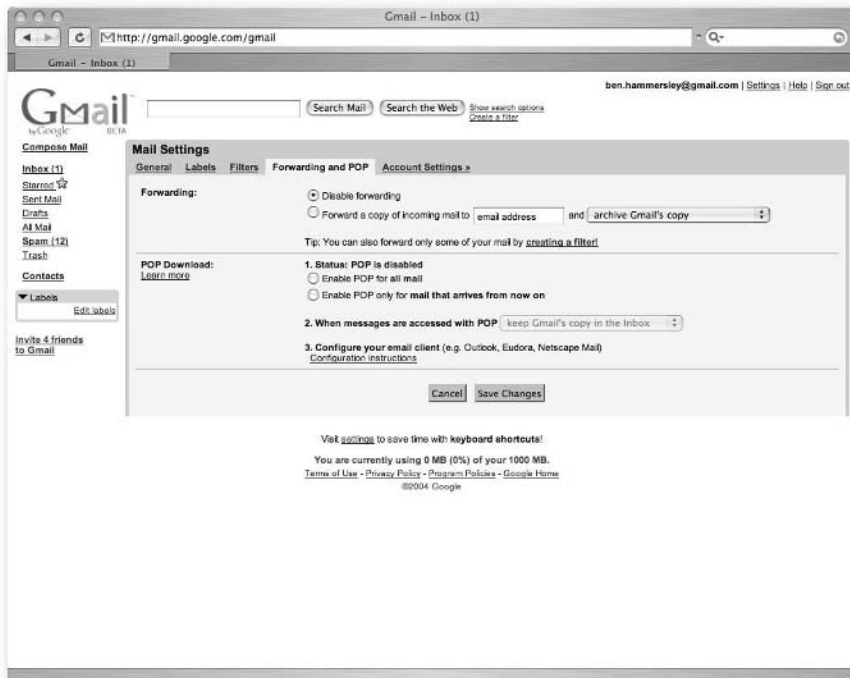 Gmail – Inbox (1)
http://gmail.google.com/gmail
Gmail – Inbox (1)
ben.hammersley@gmail.com | Settings | Help | Sign out
Gmail
by Google BETA
Search Mail Search the Web Show search options
Create a filter
Compose Mail
Inbox (1)
Starred
Sent Mail
Drafts
All Mail
Spam (12)
Trash
Contacts
Labels
Edit labels
Invite 4 friends
to Gmail
Mail Settings
General Labels Filters Forwarding and POP Account Settings »
Forwarding:
Disable forwarding
Forward a copy of incoming mail to email address and archive Gmail's copy
Tip: You can also forward only some of your mail by creating a filter!
POP Download:
Learn more
1. Status: POP is disabled
Enable POP for all mail
Enable POP only for mail that arrives from now on
2. When messages are accessed with POP keep Gmail's copy in the Inbox
3. Configure your email client (e.g. Outlook, Eudora, Netscape Mail)
Configuration instructions
Cancel Save Changes
Visit settings to save time with keyboard shortcuts!
You are currently using 0 MB (0%) of your 1000 MB.
Terms of Use - Privacy Policy - Program Policies - Google Home
©2004 Google